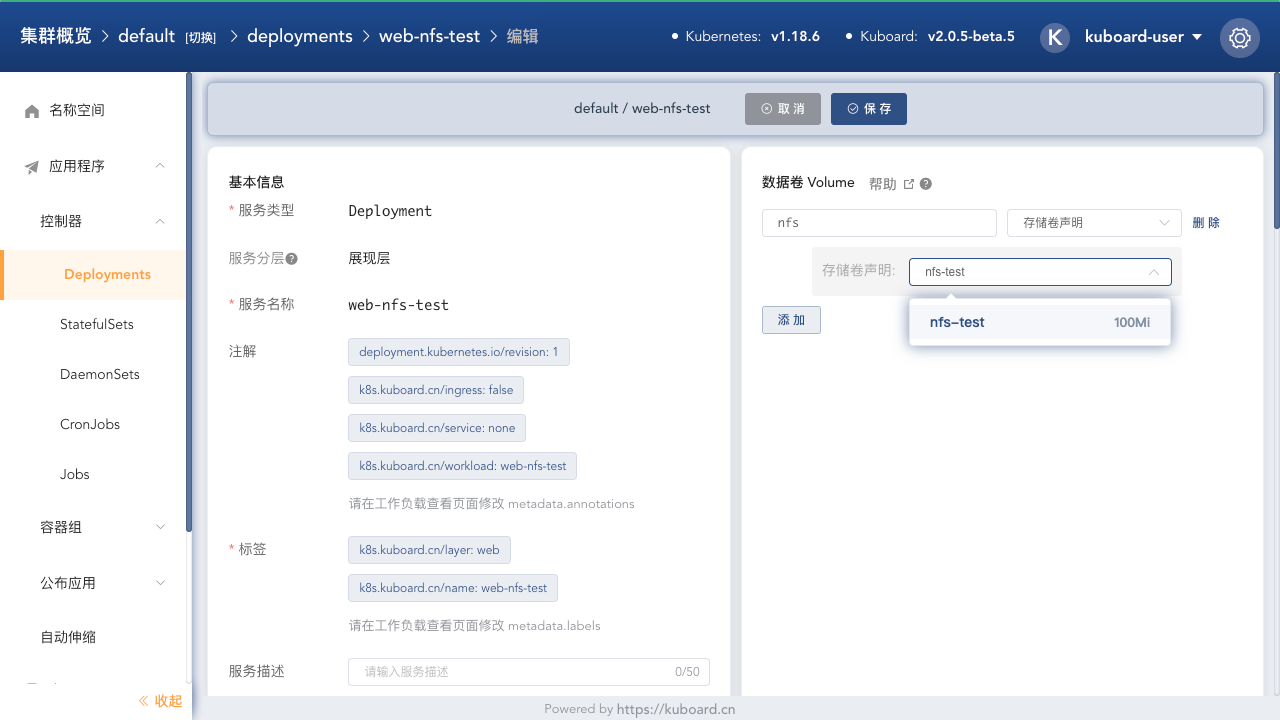 集群概览 > default [切换] > deployments > web-nfs-test > 编辑
Kubernetes: v1.18.6
Kuboard: v2.0.5-beta.5
K kuboard-user
名称空间
应用程序
控制器
Deployments
StatefulSets
DaemonSets
CronJobs
Jobs
容器组
公布应用
自动伸缩
收起
default / web-nfs-test
取 消
保 存
基本信息
* 服务类型 Deployment
服务分层 展现层
* 服务名称 web-nfs-test
注解 deployment.kubernetes.io/revision: 1
k8s.kuboard.cn/ingress: false
k8s.kuboard.cn/service: none
k8s.kuboard.cn/workload: web-nfs-test
请在工作负载查看页面修改 metadata.annotations
* 标签 k8s.kuboard.cn/layer: web
k8s.kuboard.cn/name: web-nfs-test
请在工作负载查看页面修改 metadata.labels
服务描述 请输入服务描述 0/50
数据卷 Volume 帮助
nfs 存储卷声明 删 除
存储卷声明: nfs-test
nfs-test 100Mi
添 加
Powered by https://kuboard.cn